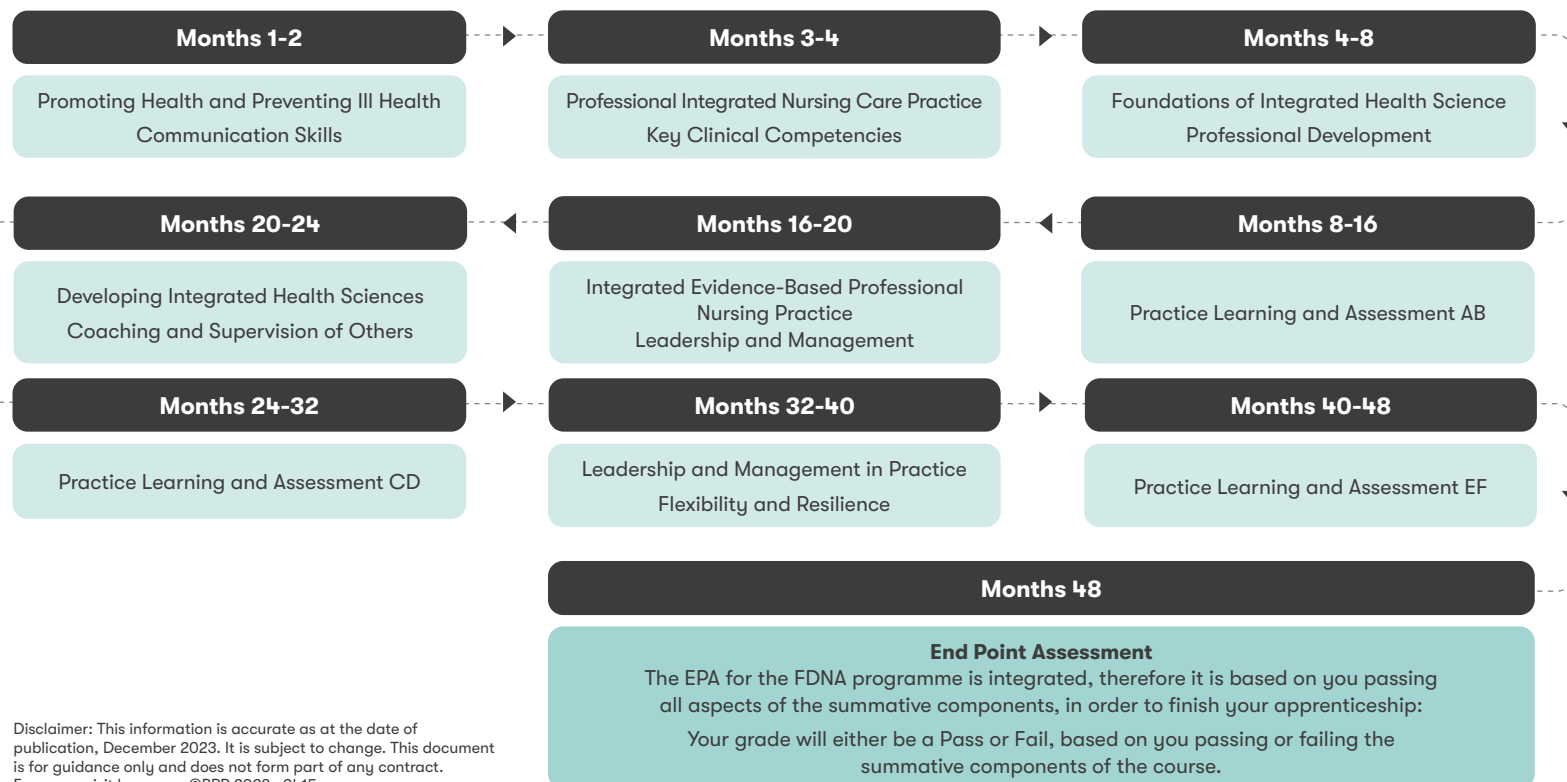 Months 1-2
Promoting Health and Preventing Ill Health
Communication Skills
Months 3-4
Professional Integrated Nursing Care Practice
Key Clinical Competencies
Months 4-8
Foundations of Integrated Health Science
Professional Development
Months 8-16
Practice Learning and Assessment AB
Months 16-20
Integrated Evidence-Based Professional
Nursing Practice
Leadership and Management
Months 20-24
Developing Integrated Health Sciences
Coaching and Supervision of Others
Months 24-32
Practice Learning and Assessment CD
Months 32-40
Leadership and Management in Practice
Flexibility and Resilience
Months 40-48
Practice Learning and Assessment EF
Months 48
End Point Assessment
The EPA for the FDNA programme is integrated, therefore it is based on you passing
all aspects of the summative components, in order to finish your apprenticeship:
Your grade will either be a Pass or Fail, based on you passing or failing the
summative components of the course.
Disclaimer: This information is accurate as at the date of
publication, December 2023. It is subject to change. This document
is for guidance only and does not form part of any contract.